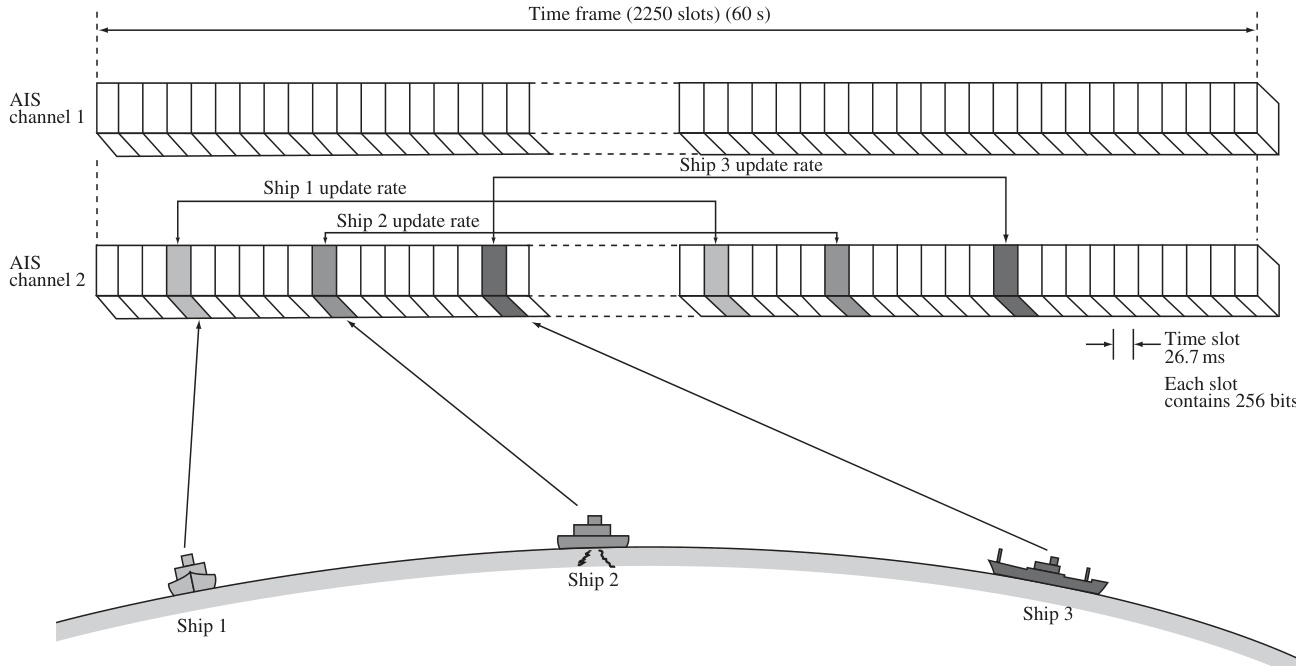 Time frame (2250 slots) (60 s)
AIS
channel 1
Ship 3 update rate
Ship 1 update rate
Ship 2 update rate
AIS
channel 2
Time slot
26.7 ms
Each slot
contains 256 bits
Ship 2
Ship 3
Ship 1